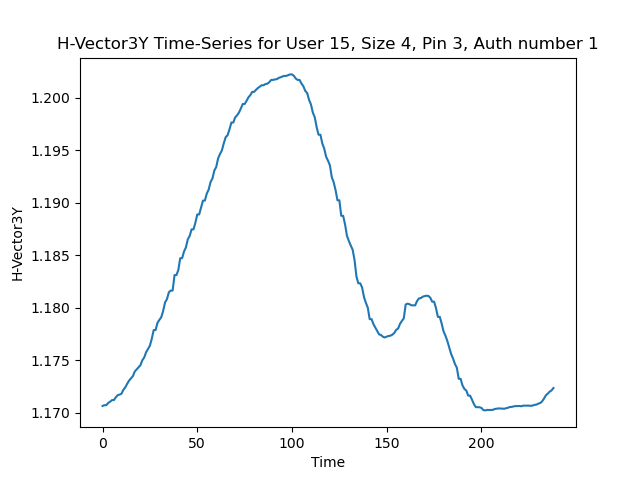 H-Vector3Y Time-Series for User 15, Size 4, Pin 3, Auth number 1
1.200
1.195
1.190
1.185
1.180
1.175
1.170
H-Vector3Y
0 50 100 150 200
Time